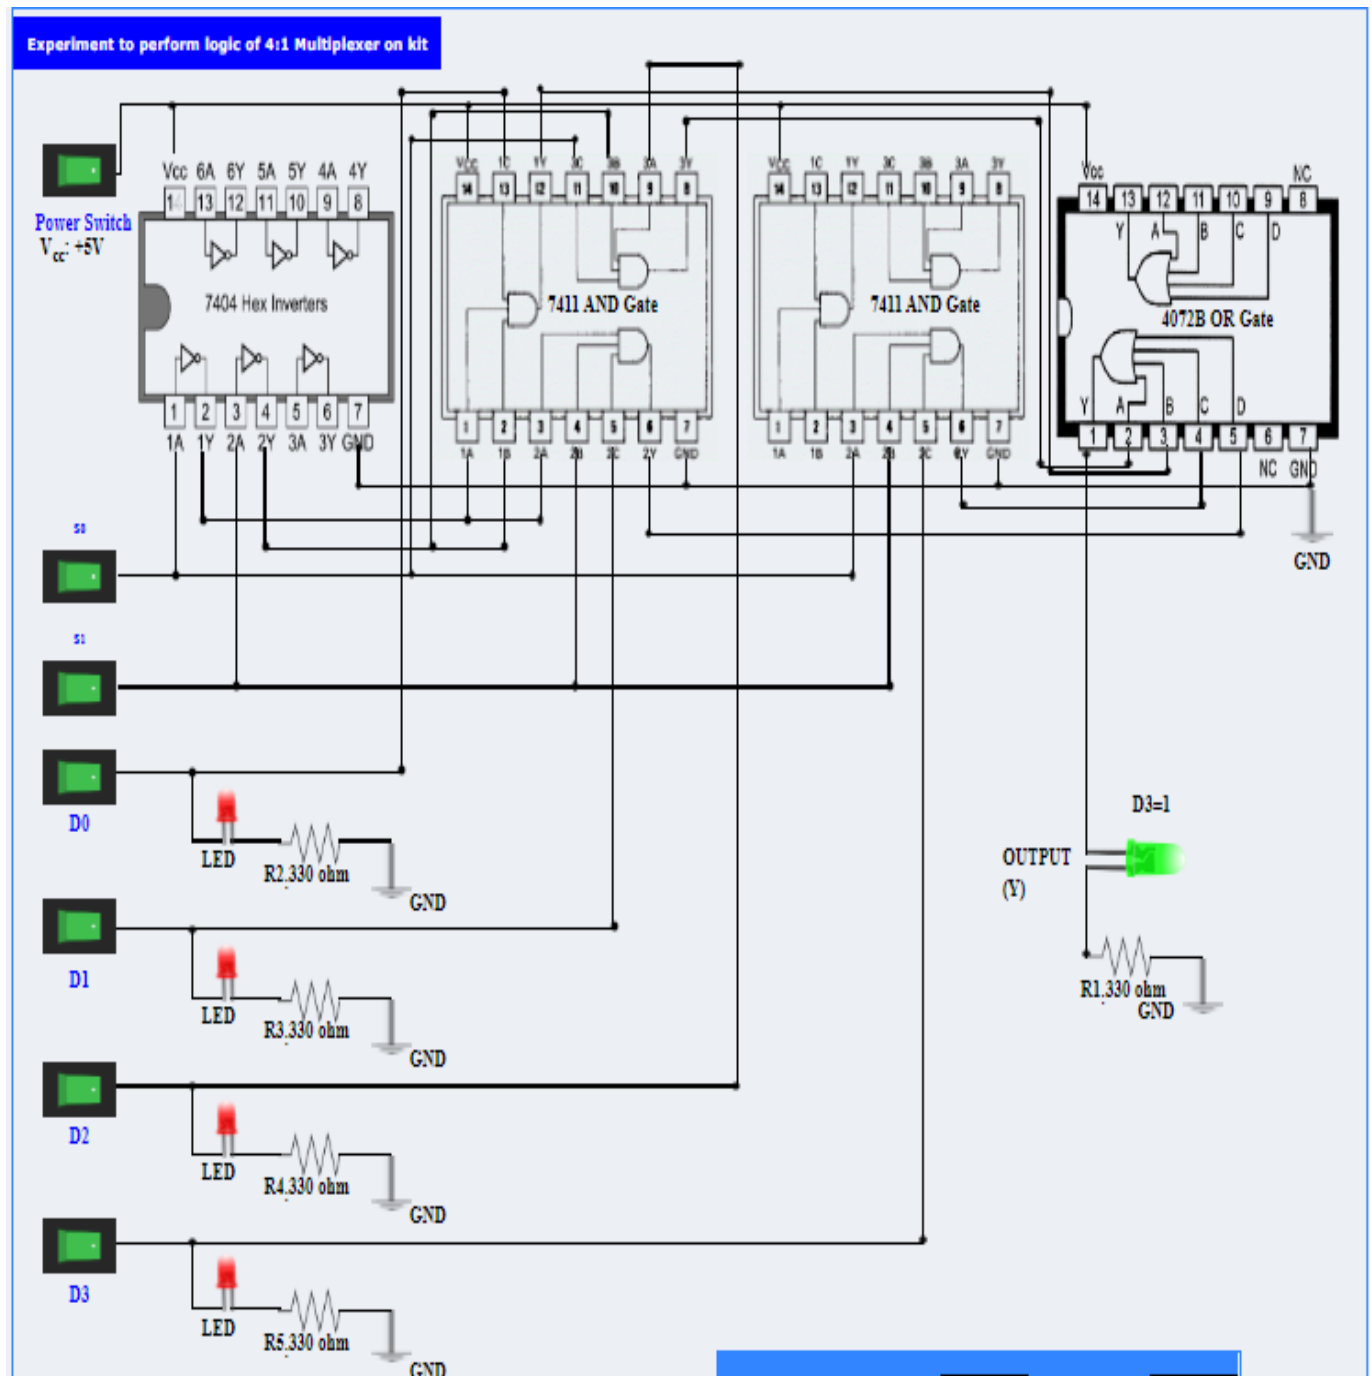 Experiment to perform logic of 4:1 Multiplexer on kit
Power Switch
Vcc: +5V
Vcc 6A 6Y 5A 5Y 4A 4Y
14 13 12 11 10 9 8
7404 Hex Inverters
1 2 3 4 5 6 7
1A 1Y 2A 2Y 3A 3Y GND
VCC 1C 1Y 3C 3B 3A 3Y
14 13 12 11 10 9 8
7411 AND Gate
1 2 3 4 5 6 7
1A 1B 2A 2B 2C 2Y GND
VCC 1C 1Y 3C 3B 3A 3Y
14 13 12 11 10 9 8
7411 AND Gate
1 2 3 4 5 6 7
1A 1B 2A 2B 2C GND
Vcc NC
14 13 12 11 10 9 8
Y A B C D
4072B OR Gate
Y A B C D
1 2 3 4 5 6 7
NC GND
GND
S0
S1
D0
LED
R2.330 ohm
GND
D1
LED
R3.330 ohm
GND
D2
LED
R4.330 ohm
GND
D3
LED
R5.330 ohm
GND
D3=1
OUTPUT
(Y)
R1.330 ohm
GND